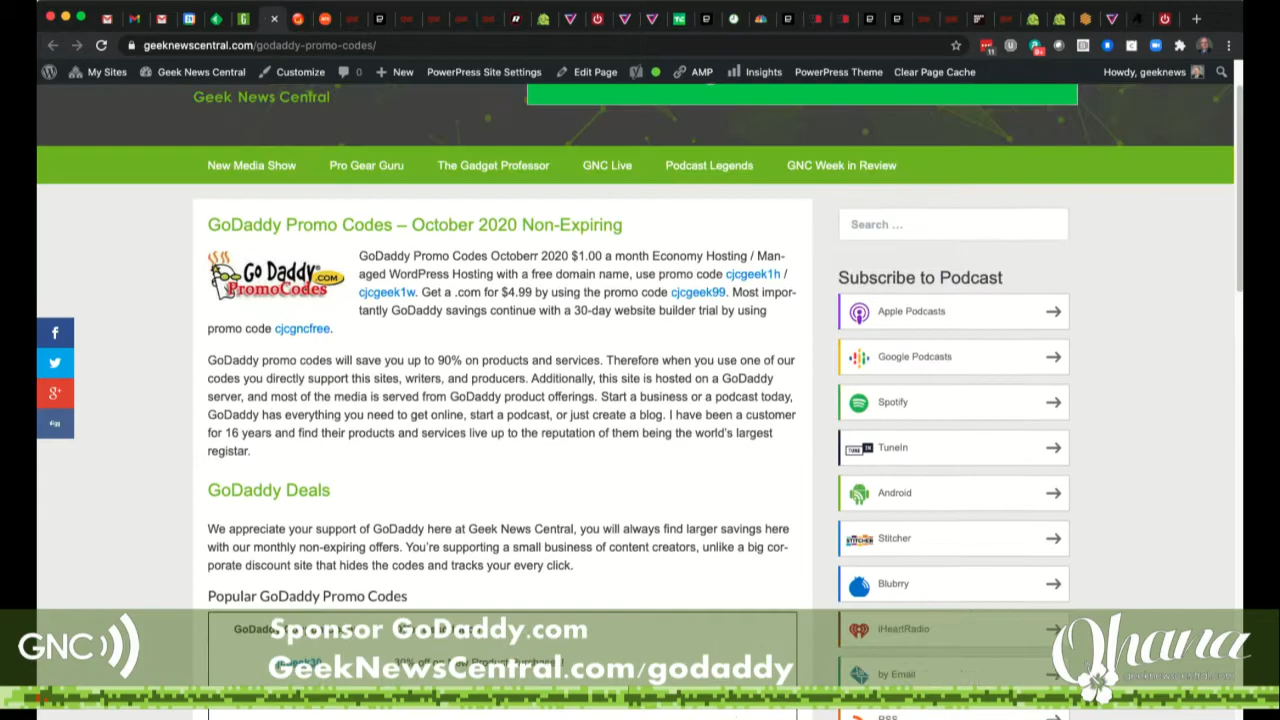 geeknewscentral.com/godaddy-promo-codes/
My Sites Geek News Central Customize 0 New PowerPress Site Settings Edit Page AMP Insights PowerPress Theme Clear Page Cache Howdy, geeknews
Geek News Central
New Media Show Pro Gear Guru The Gadget Professor GNC Live Podcast Legends GNC Week in Review
GoDaddy Promo Codes – October 2020 Non-Expiring
Go Daddy .COM
PromoCodes
GoDaddy Promo Codes Octoberr 2020 $1.00 a month Economy Hosting / Man-
aged WordPress Hosting with a free domain name, use promo code cjcgeek1h /
cjcgeek1w. Get a .com for $4.99 by using the promo code cjcgeek99. Most impor-
tantly GoDaddy savings continue with a 30-day website builder trial by using
promo code cjcgncfree.
GoDaddy promo codes will save you up to 90% on products and services. Therefore when you use one of our
codes you directly support this sites, writers, and producers. Additionally, this site is hosted on a GoDaddy
server, and most of the media is served from GoDaddy product offerings. Start a business or a podcast today,
GoDaddy has everything you need to get online, start a podcast, or just create a blog. I have been a customer
for 16 years and find their products and services live up to the reputation of them being the world's largest
registar.
GoDaddy Deals
We appreciate your support of GoDaddy here at Geek News Central, you will always find larger savings here
with our monthly non-expiring offers. You're supporting a small business of content creators, unlike a big cor-
porate discount site that hides the codes and tracks your every click.
Popular GoDaddy Promo Codes
Search ...
Subscribe to Podcast
Apple Podcasts
Google Podcasts
Spotify
TuneIn
Android
Stitcher
Blubrry
iHeartRadio
by Email
RSS
GNC
Sponsor GoDaddy.com
GeekNewsCentral.com/godaddy
Ohana
geeknewscentral.com